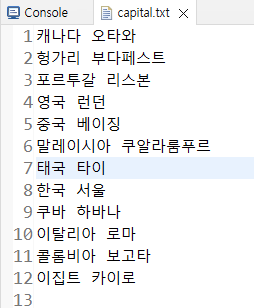 Console capital.txt
1 캐나다 오타와
2 헝가리 부다페스트
3 포르투갈 리스본
4 영국 런던
5 중국 베이징
6 말레이시아 쿠알라룸푸르
7 태국 타이
8 한국 서울
9 쿠바 하바나
10 이탈리아 로마
11 콜롬비아 보고타
12 이집트 카이로
13